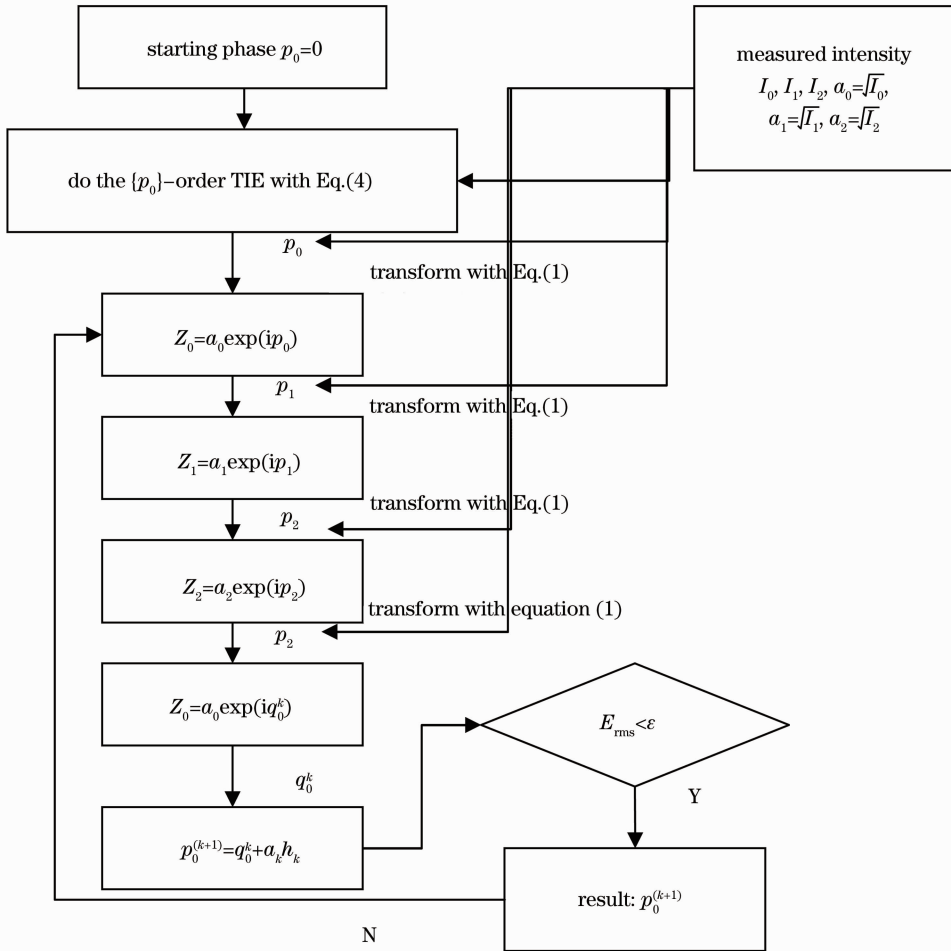 starting phase p₀=0
measured intensity
I₀, I₁, I₂, a₀=√I₀,
a₁=√I₁, a₂=√I₂
do the {p₀}−order TIE with Eq.(4)
p₀
transform with Eq.(1)
Z₀=a₀exp(ip₀)
p₁
transform with Eq.(1)
Z₁=a₁exp(ip₁)
transform with Eq.(1)
p₂
Z₂=a₂exp(ip₂)
transform with equation (1)
p₂
Z₀=a₀exp(iq₀ᵏ)
E_rms<ε
q₀ᵏ
Y
p₀⁽ᵏ⁺¹⁾=q₀ᵏ+aₖhₖ
result: p₀⁽ᵏ⁺¹⁾
N